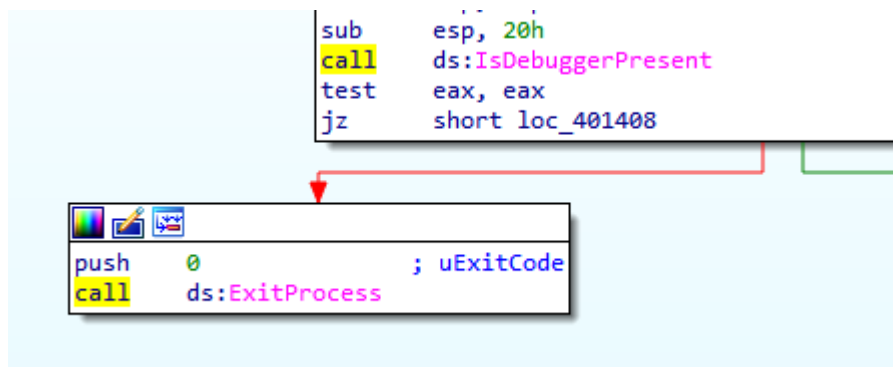 sub esp, 20h
call ds:IsDebuggerPresent
test eax, eax
jz short loc_401408
push 0 ; uExitCode
call ds:ExitProcess